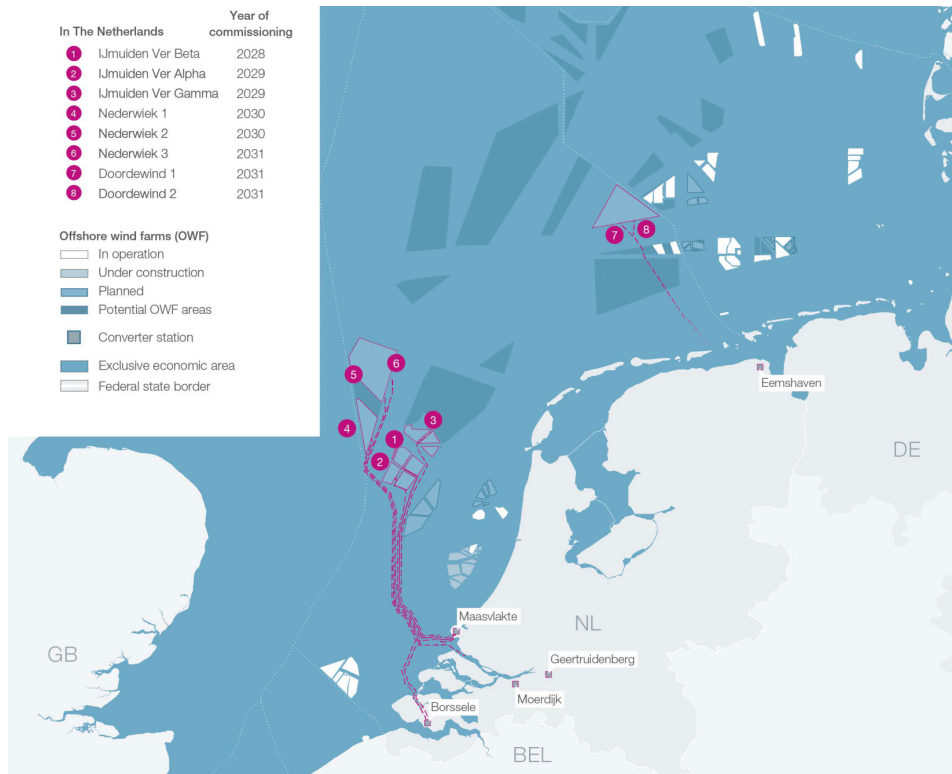 In The Netherlands
Year of
commissioning
1 IJmuiden Ver Beta 2028
2 IJmuiden Ver Alpha 2029
3 IJmuiden Ver Gamma 2029
4 Nederwiek 1 2030
5 Nederwiek 2 2030
6 Nederwiek 3 2031
7 Doordewind 1 2031
8 Doordewind 2 2031
Offshore wind farms (OWF)
In operation
Under construction
Planned
Potential OWF areas
Converter station
Exclusive economic area
Federal state border
7
8
6
5
3
4
1
2
Eemshaven
DE
Maasvlakte
NL
GB
Geertruidenberg
Moerdijk
Borssele
BEL